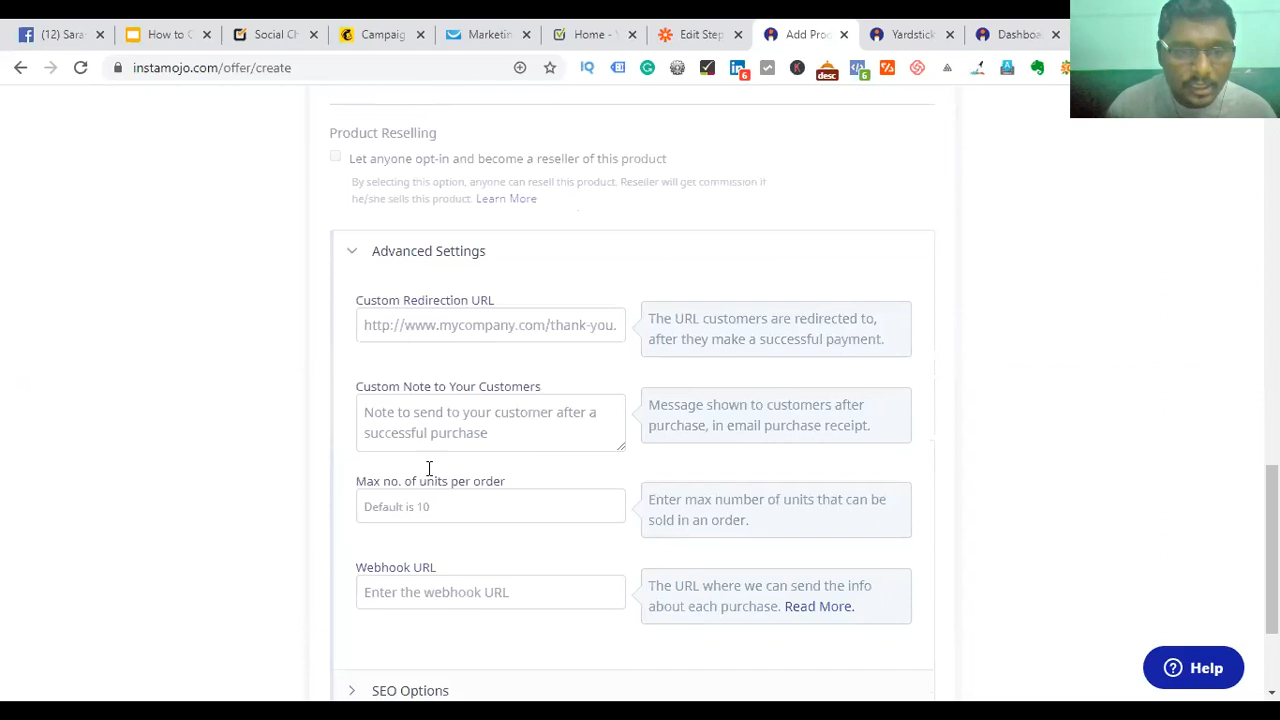 (12) Sara
How to C
Social Ch
Campaig
Marketin
Home - V
Edit Step
Add Prod
Yardstick
Dashboa
instamojo.com/offer/create
6
desc
6
Product Reselling
Let anyone opt-in and become a reseller of this product
By selecting this option, anyone can resell this product. Reseller will get commission if
he/she sells this product. Learn More
Advanced Settings
Custom Redirection URL
http://www.mycompany.com/thank-you.
The URL customers are redirected to,
after they make a successful payment.
Custom Note to Your Customers
Note to send to your customer after a
successful purchase
Message shown to customers after
purchase, in email purchase receipt.
Max no. of units per order
Default is 10
Enter max number of units that can be
sold in an order.
Webhook URL
Enter the webhook URL
The URL where we can send the info
about each purchase. Read More.
Help
SEO Options